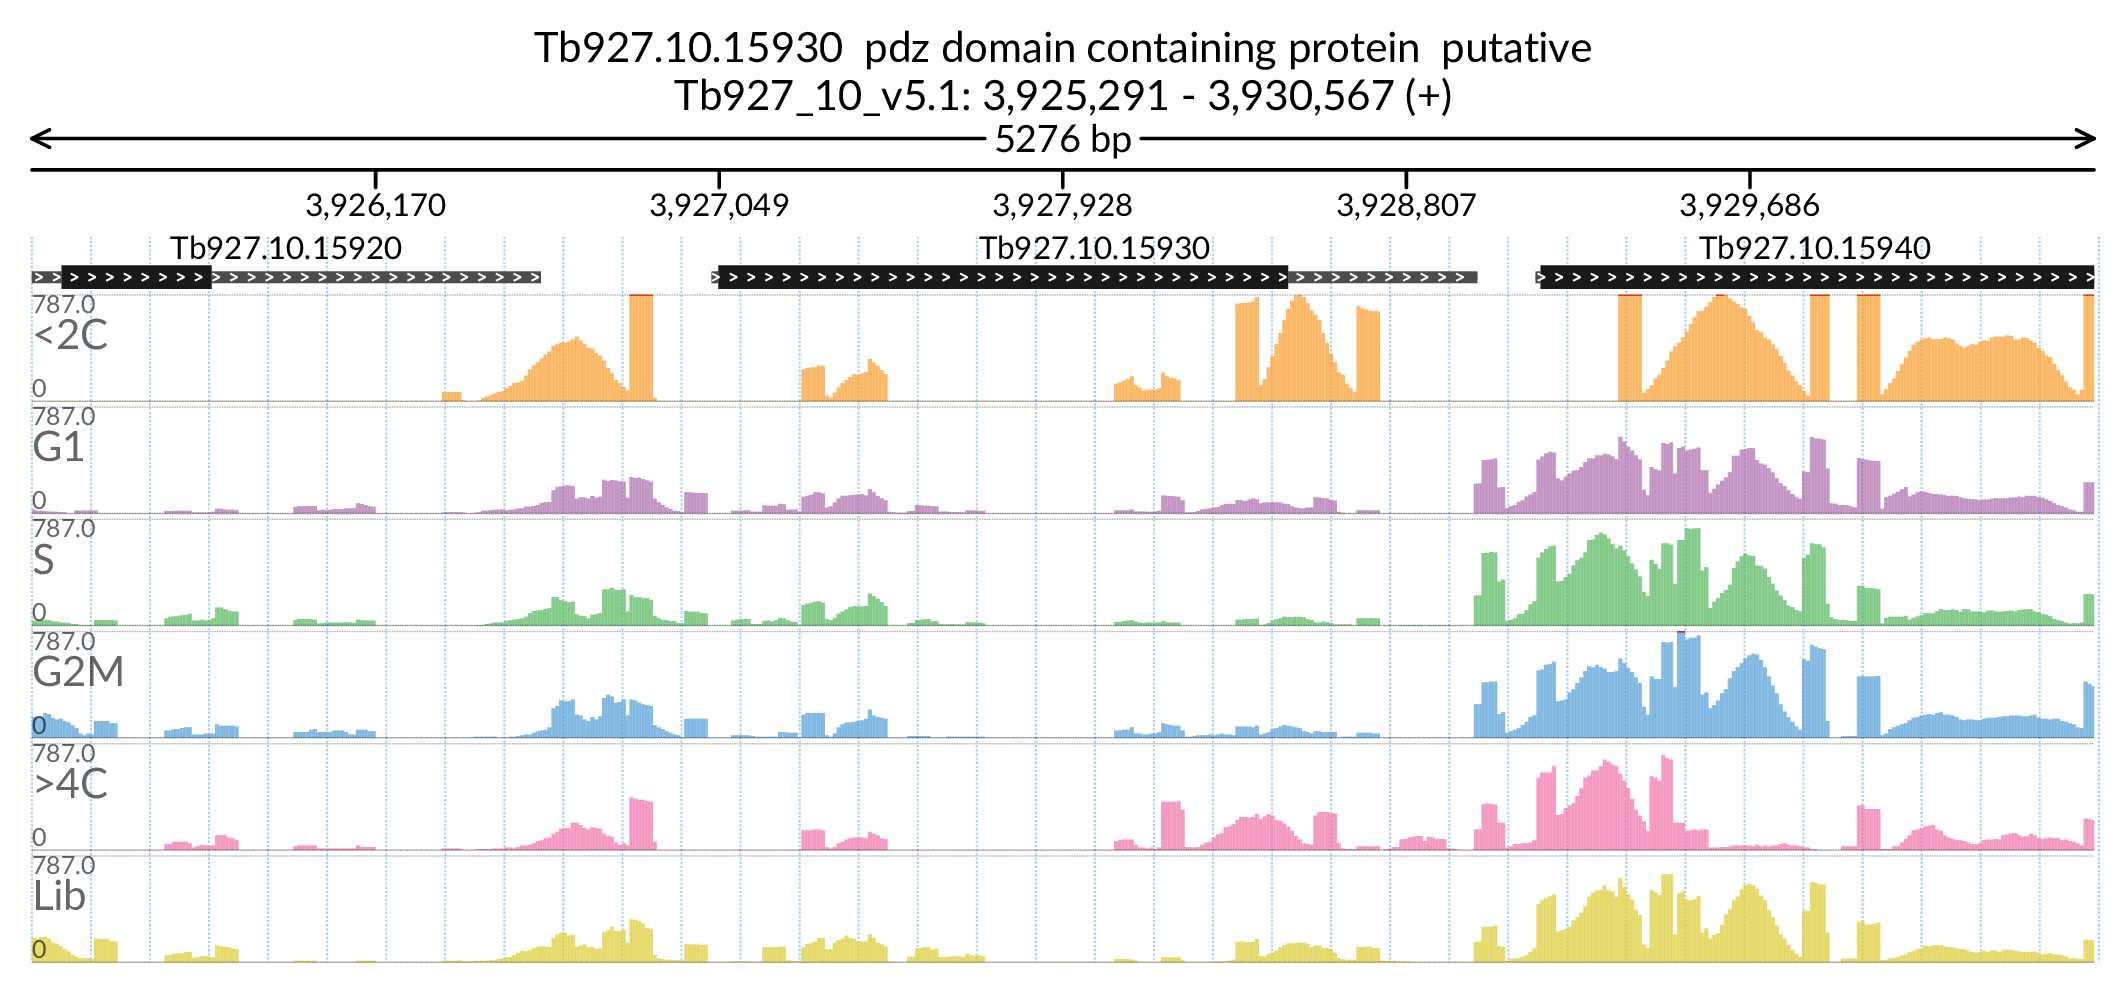 Tb927.10.15930 pdz domain containing protein putative
Tb927_10_v5.1: 3,925,291 - 3,930,567 (+)
5276 bp
3,926,170 3,927,049 3,927,928 3,928,807 3,929,686
Tb927.10.15920 Tb927.10.15930 Tb927.10.15940
787.0
<2C
0
787.0
G1
0
787.0
S
0
787.0
G2M
0
787.0
>4C
0
787.0
Lib
0